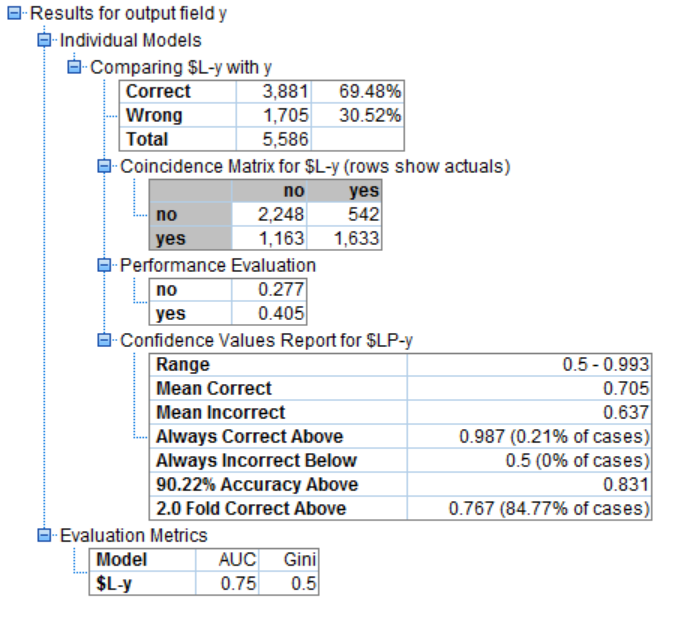 Results for output field y
Individual Models
Comparing $L-y with y
Correct 3,881 69.48%
Wrong 1,705 30.52%
Total 5,586
Coincidence Matrix for $L-y (rows show actuals)
no yes
no 2,248 542
yes 1,163 1,633
Performance Evaluation
no 0.277
yes 0.405
Confidence Values Report for $LP-y
Range 0.5 - 0.993
Mean Correct 0.705
Mean Incorrect 0.637
Always Correct Above 0.987 (0.21% of cases)
Always Incorrect Below 0.5 (0% of cases)
90.22% Accuracy Above 0.831
2.0 Fold Correct Above 0.767 (84.77% of cases)
Evaluation Metrics
Model AUC Gini
$L-y 0.75 0.5